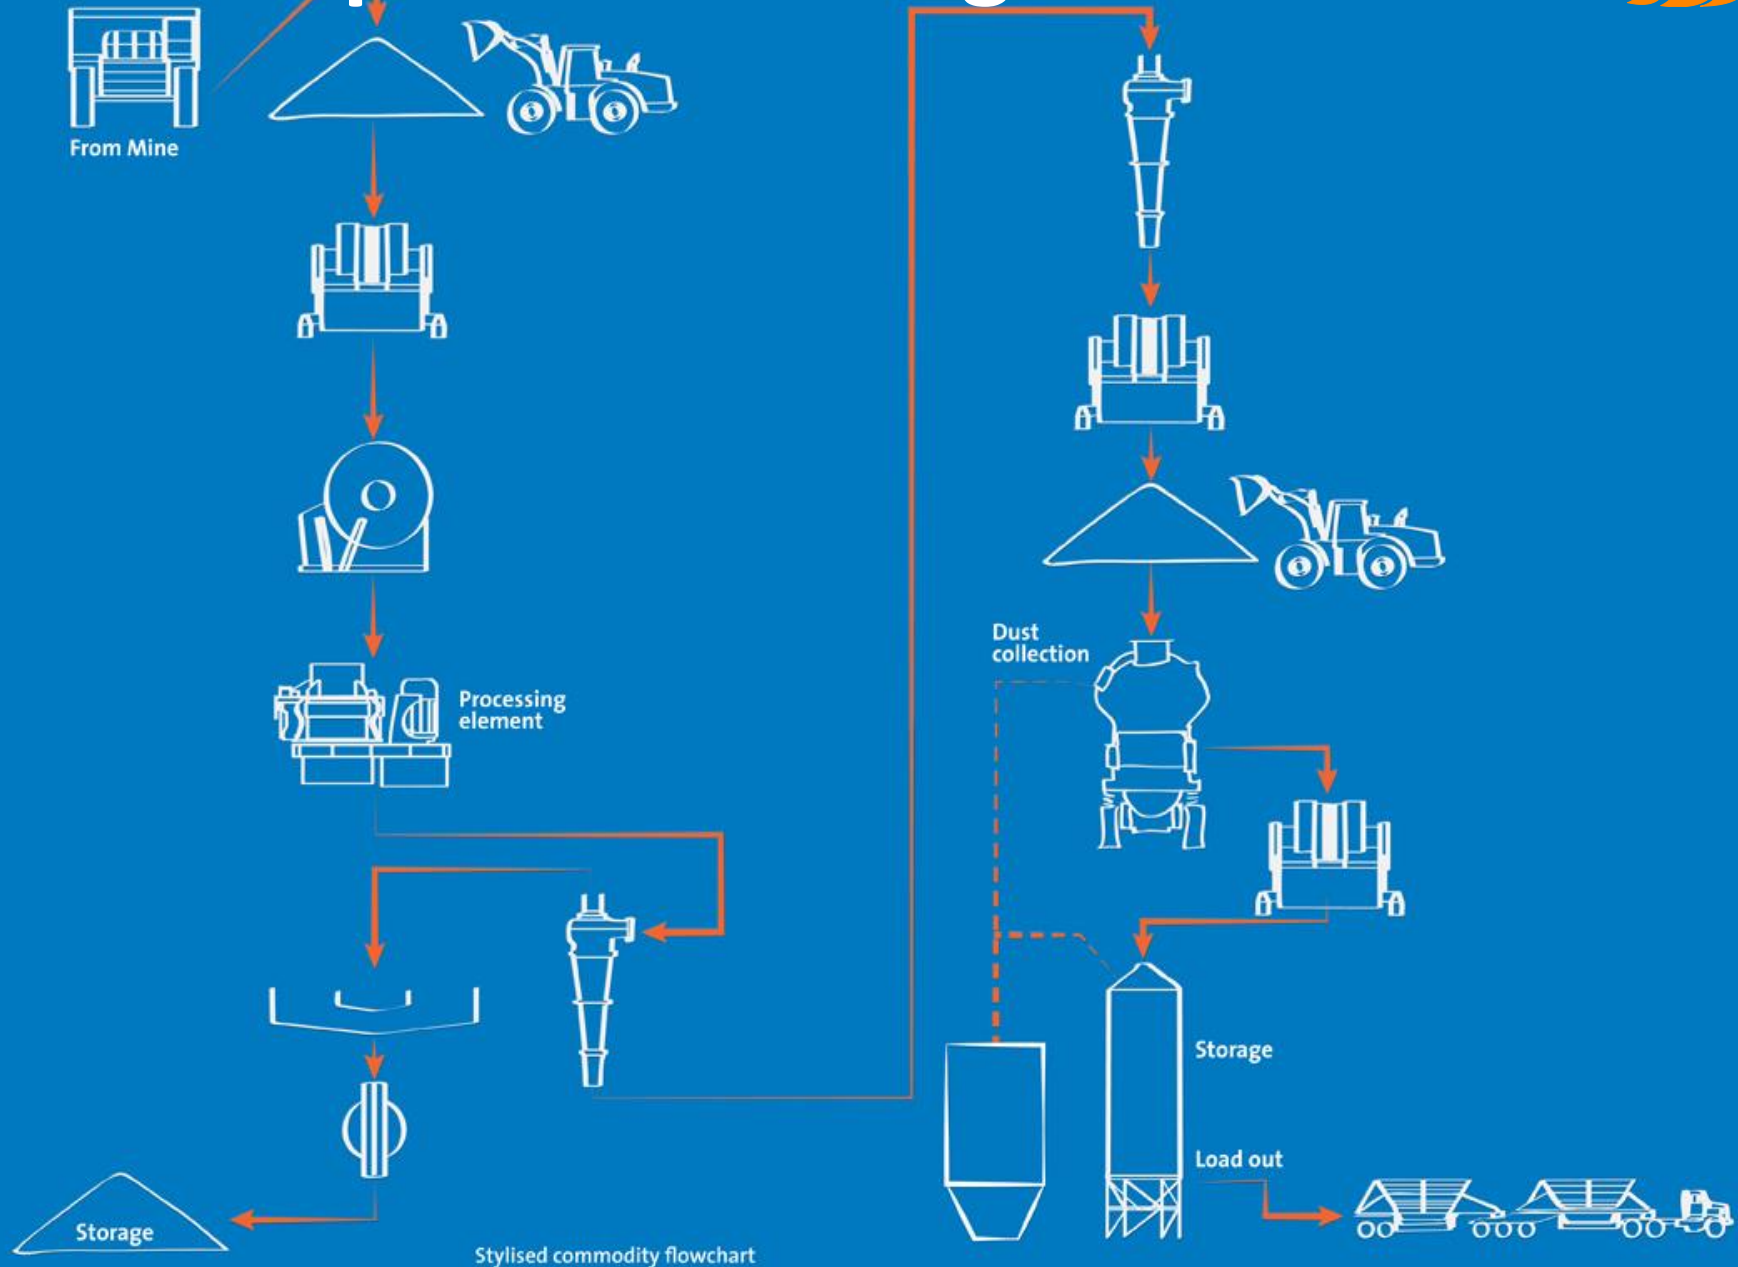 From Mine
Processing
element
Storage
Stylised commodity flowchart
Dust
collection
Storage
Load out